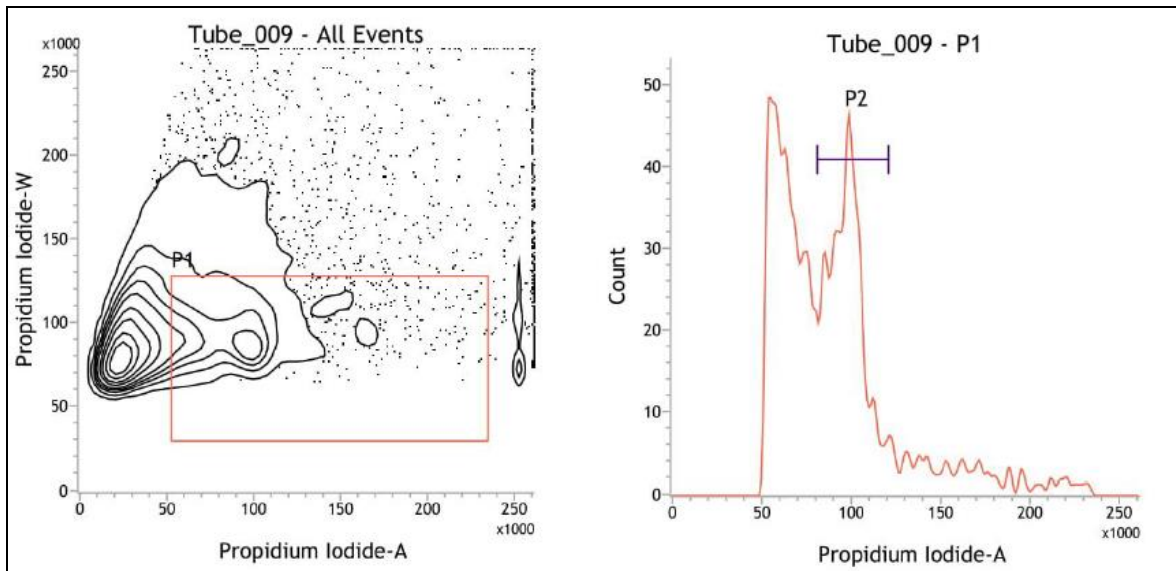 Tube_009 - All Events
x1000
250
200
150
100
50
0
Propidium Iodide-W
P1
0
50
100
150
200
250
x1000
Propidium Iodide-A
Tube_009 - P1
50
40
30
20
10
0
Count
P2
0
50
100
150
200
250
x1000
Propidium Iodide-A